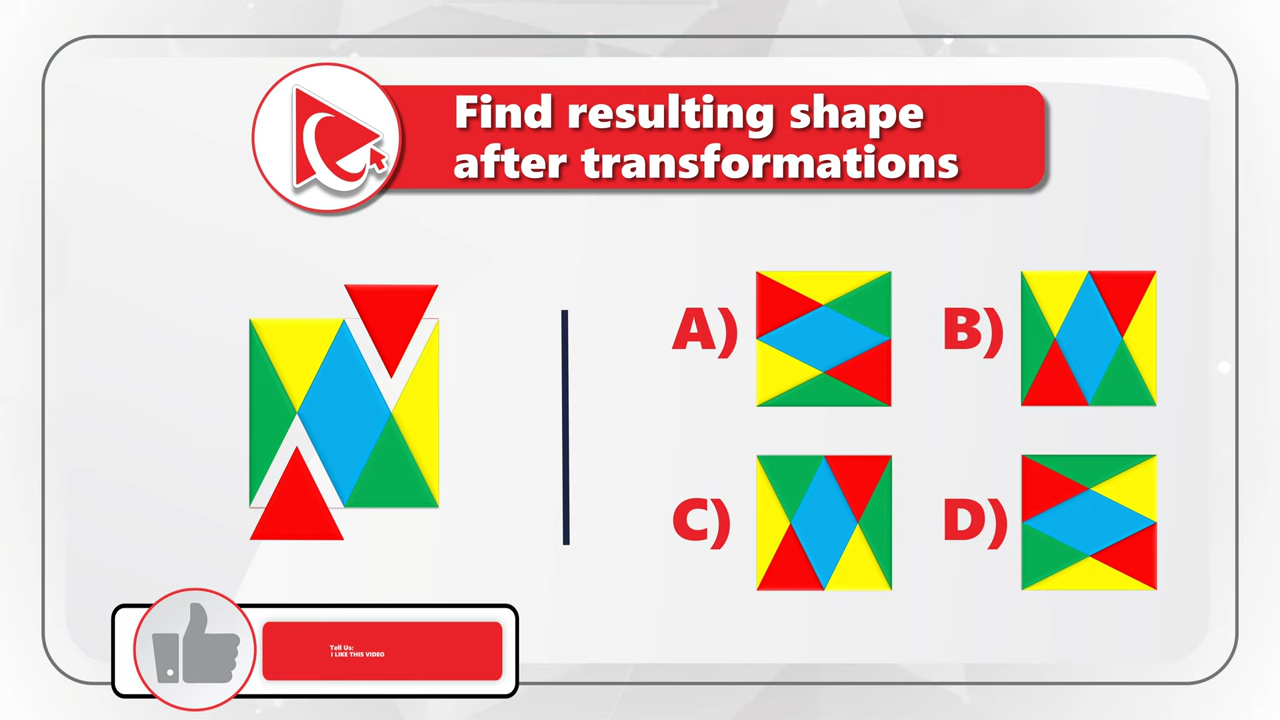 Find resulting shape
after transformations
A)
B)
C)
D)
Tell Us:
I LIKE THIS VIDEO